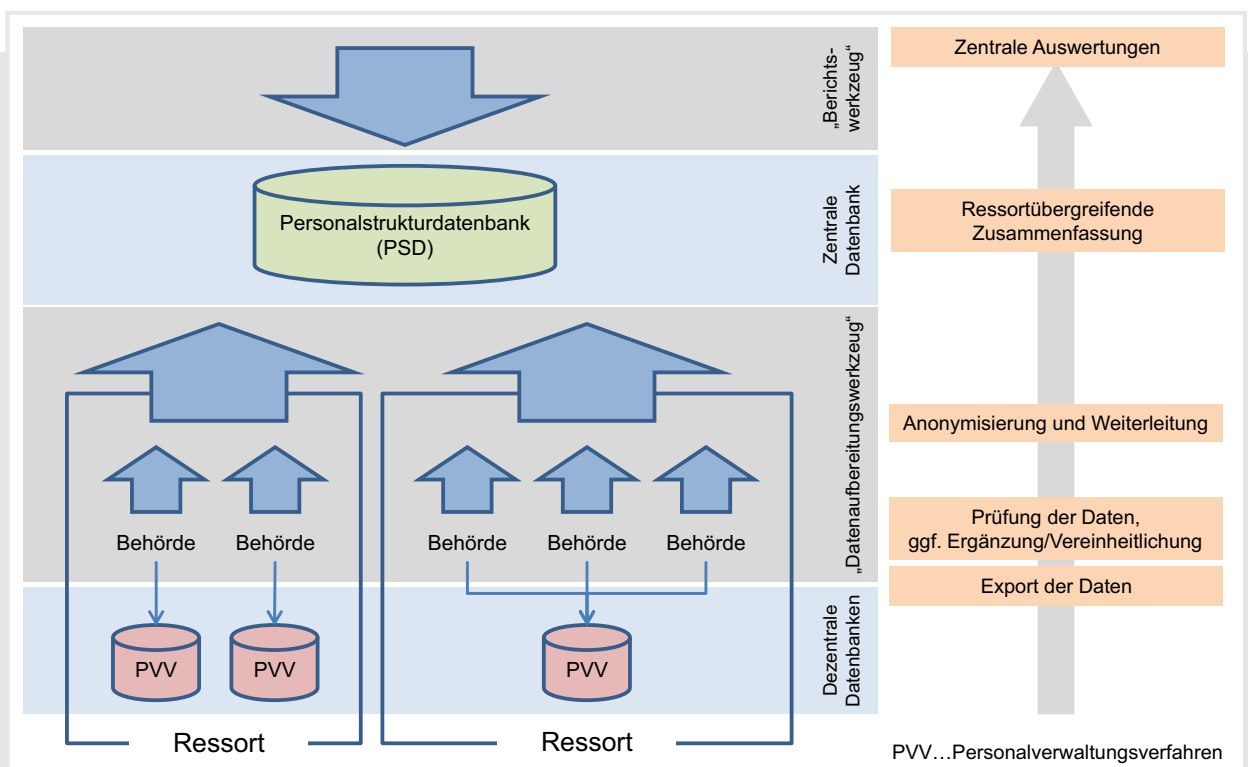 „Berichts-
werkzeug“
Zentrale Auswertungen
Personalstrukturdatenbank
(PSD)
Zentrale
Datenbank
Ressortübergreifende
Zusammenfassung
„Datenaufbereitungswerkzeug“
Anonymisierung und Weiterleitung
Behörde
Behörde
Behörde
Behörde
Behörde
Prüfung der Daten,
ggf. Ergänzung/Vereinheitlichung
Export der Daten
PVV
PVV
PVV
Dezentrale
Datenbanken
Ressort
Ressort
PVV…Personalverwaltungsverfahren